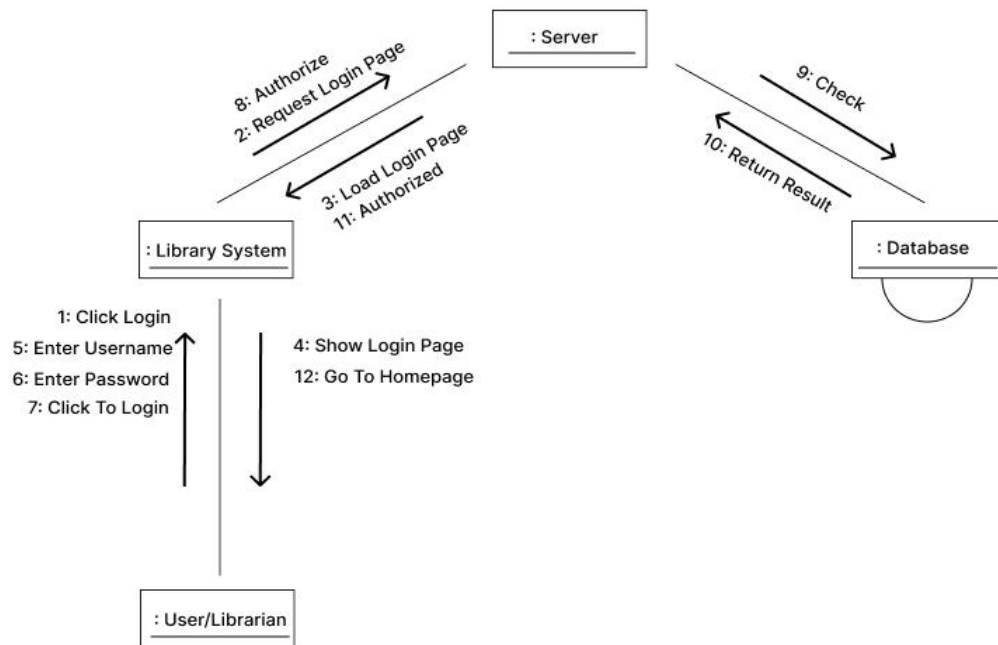 : Server
8: Authorize
2: Request Login Page
9: Check
3: Load Login Page
11: Authorized
10: Return Result
: Library System
: Database
1: Click Login
5: Enter Username
6: Enter Password
7: Click To Login
4: Show Login Page
12: Go To Homepage
: User/Librarian